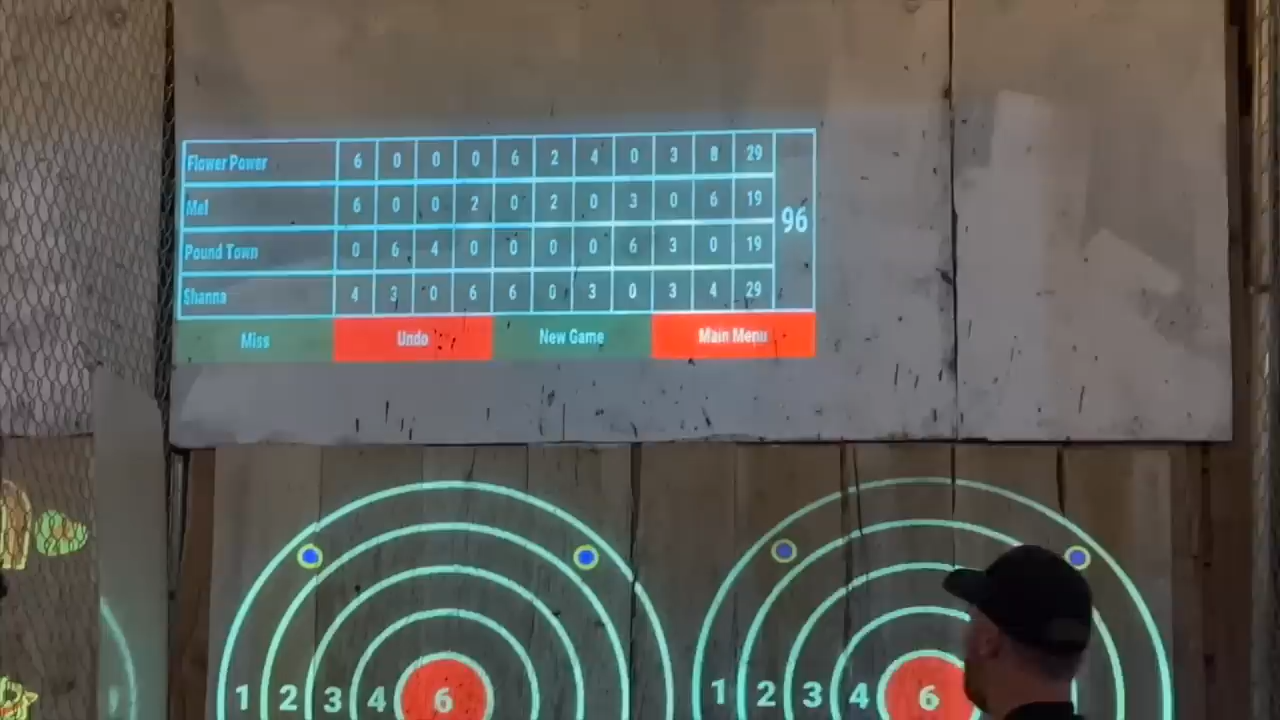 Flower Power 6 0 0 0 6 2 4 0 3 8 29
Mel 6 0 0 2 0 2 0 3 0 6 19
96
Pound Town 0 6 4 0 0 0 0 6 3 0 19
Shanna 4 3 0 6 6 0 3 0 3 4 29
Miss Undo New Game Main Menu
1 2 3 4 6 1 2 3 4 6